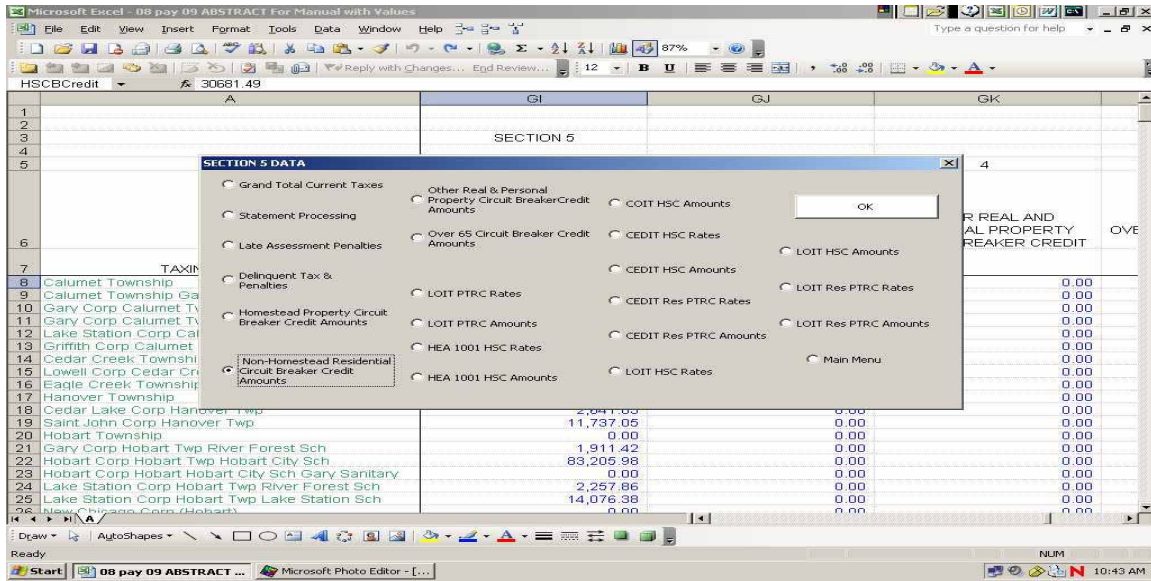 Microsoft Excel - 08 pay 09 ABSTRACT For Manual with Values
File Edit View Insert Format Tools Data Window Help
Type a question for help
87%
Reply with Changes... End Review...
12 B U
HSCBCredit fx 30681.49
A GI GJ GK
1
2
3 SECTION 5
4
5 4
6 R REAL AND
AL PROPERTY OVE
REAKER CREDIT
7 TAXIN
SECTION 5 DATA
Grand Total Current Taxes
Statement Processing
Late Assessment Penalties
Delinquent Tax &
Penalties
Homestead Property Circuit
Breaker Credit Amounts
Non-Homestead Residential
Circuit Breaker Credit
Amounts
Other Real & Personal
Property Circuit BreakerCredit
Amounts
Over 65 Circuit Breaker Credit
Amounts
LOIT PTRC Rates
LOIT PTRC Amounts
HEA 1001 HSC Rates
HEA 1001 HSC Amounts
COIT HSC Amounts
CEDIT HSC Rates
CEDIT HSC Amounts
CEDIT Res PTRC Rates
CEDIT Res PTRC Amounts
LOIT HSC Rates
OK
LOIT HSC Amounts
LOIT Res PTRC Rates
LOIT Res PTRC Amounts
Main Menu
8 Calumet Township 0.00
9 Calumet Township Ga 0.00
10 Gary Corp Calumet Tv 0.00
11 Gary Corp Calumet Tv 0.00
12 Lake Station Corp Cal 0.00
13 Griffith Corp Calumet 0.00
14 Cedar Creek Townshi 0.00
15 Lowell Corp Cedar Cr 0.00
16 Eagle Creek Township 0.00
17 Hanover Township 0.00
18 Cedar Lake Corp Hanover Twp 0.00 0.00
19 Saint John Corp Hanover Twp 11,737.05 0.00 0.00
20 Hobart Township 0.00 0.00 0.00
21 Gary Corp Hobart Twp River Forest Sch 1,911.42 0.00 0.00
22 Hobart Corp Hobart Twp Hobart City Sch 83,205.98 0.00 0.00
23 Hobart Corp Hobart Hobart City Sch Gary Sanitary 0.00 0.00 0.00
24 Lake Station Corp Hobart Twp River Forest Sch 2,257.86 0.00 0.00
25 Lake Station Corp Hobart Twp Lake Station Sch 14,076.38 0.00 0.00
26 New Chicago Corp (Hobart) 0.00 0.00 0.00
A
Draw AutoShapes
Ready NUM
Start 08 pay 09 ABSTRACT ... Microsoft Photo Editor - [... 10:43 AM